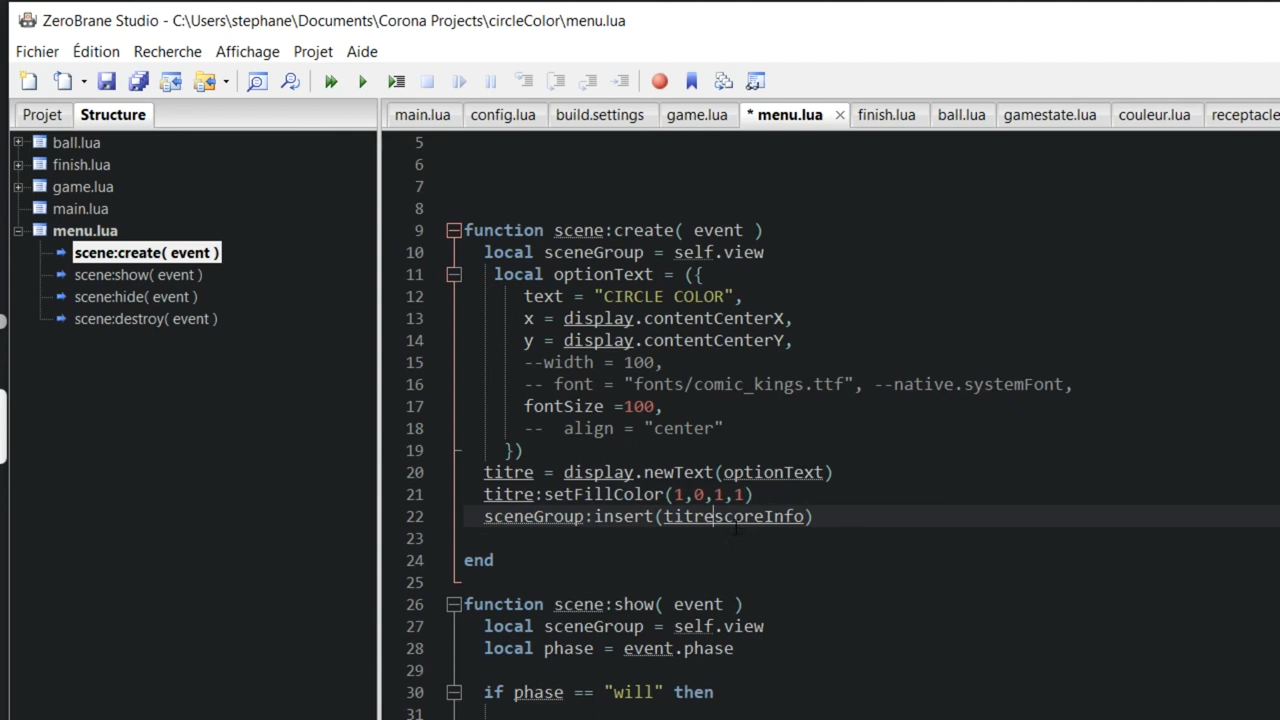 ZeroBrane Studio - C:\Users\stephane\Documents\Corona Projects\circleColor\menu.lua
Fichier Édition Recherche Affichage Projet Aide
Projet Structure
main.lua config.lua build.settings game.lua * menu.lua finish.lua ball.lua gamestate.lua couleur.lua receptacle
ball.lua
finish.lua
game.lua
main.lua
menu.lua
scene:create( event )
scene:show( event )
scene:hide( event )
scene:destroy( event )
5
6
7
8
9 function scene:create( event )
10 local sceneGroup = self.view
11 local optionText = ({
12 text = "CIRCLE COLOR",
13 x = display.contentCenterX,
14 y = display.contentCenterY,
15 --width = 100,
16 -- font = "fonts/comic_kings.ttf", --native.systemFont,
17 fontSize =100,
18 -- align = "center"
19 })
20 titre = display.newText(optionText)
21 titre:setFillColor(1,0,1,1)
22 sceneGroup:insert(titrescoreInfo)
23
24 end
25
26 function scene:show( event )
27 local sceneGroup = self.view
28 local phase = event.phase
29
30 if phase == "will" then
31